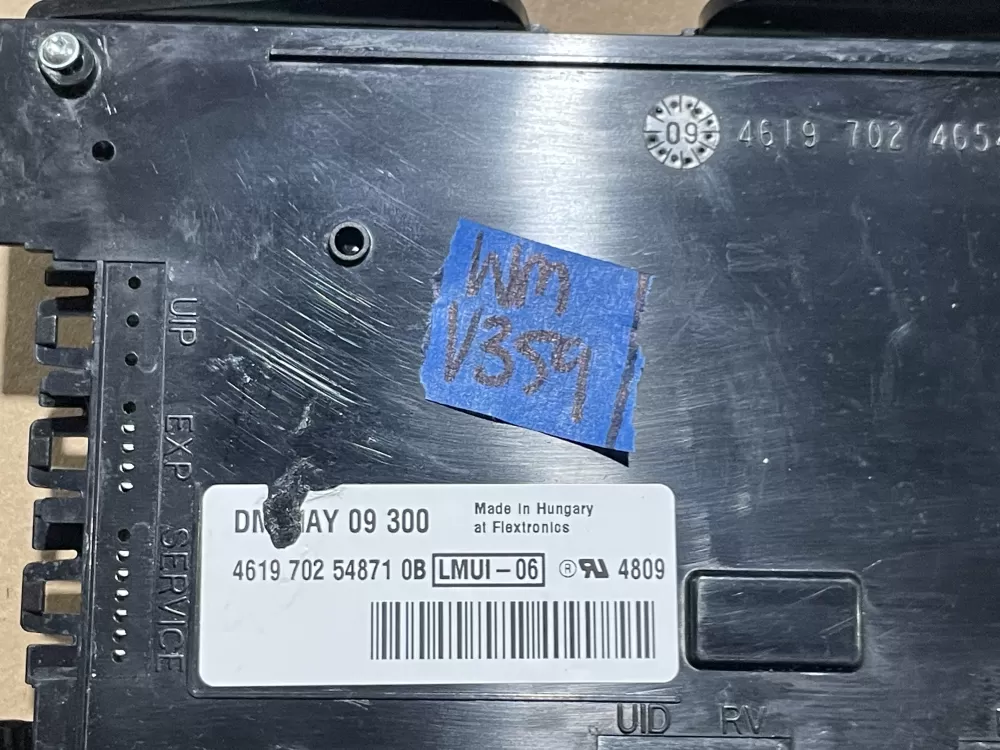 09 4619 702 465
Wm
V359
UIP
EXP
SERVICE
09 300
Made in Hungary
at Flextronics
4619 702 54871 0B LMUI-06 ® 4809
UID RV